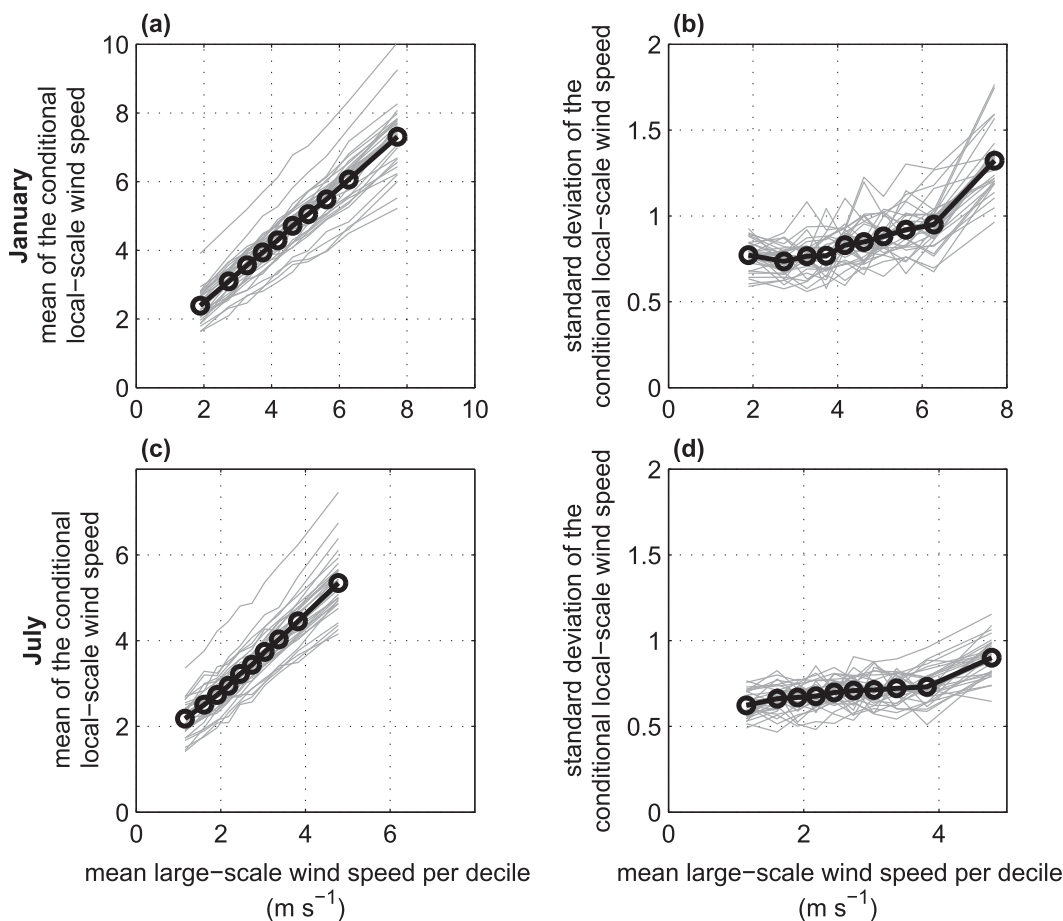 (a)
January
mean of the conditional
local−scale wind speed
10
8
6
4
2
0
0 2 4 6 8 10
(b)
standard deviation of the
conditional local−scale wind speed
2
1.5
1
0.5
0
0 2 4 6 8
(c)
July
mean of the conditional
local−scale wind speed
6
4
2
0
0 2 4 6
mean large−scale wind speed per decile
(m s−1)
(d)
standard deviation of the
conditional local−scale wind speed
2
1.5
1
0.5
0
0 2 4
mean large−scale wind speed per decile
(m s−1)